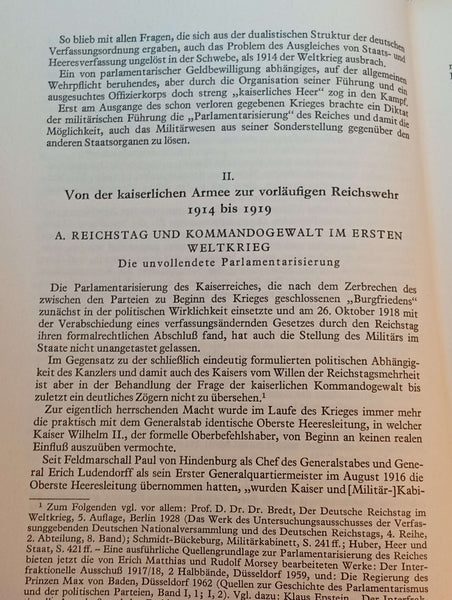 So blieb mit allen Fragen, die sich aus der dualistischen Struktur der deutschen
Verfassungsordnung ergaben, auch das Problem des Ausgleiches von Staats- und
Heeresverfassung ungelöst in der Schwebe, als 1914 der Weltkrieg ausbrach.
Ein von parlamentarischer Geldbewilligung abhängiges, auf der allgemeinen
Wehrpflicht beruhendes, aber durch die Organisation seiner Führung und ein
ausgesuchtes Offizierkorps doch streng „kaiserliches Heer“ zog in den Kampf.
Erst am Ausgange des schon verloren gegebenen Krieges brachte ein Diktat
der militärischen Führung die „Parlamentarisierung“ des Reiches und damit die
Möglichkeit, auch das Militärwesen aus seiner Sonderstellung gegenüber den
anderen Staatsorganen zu lösen.
II.
Von der kaiserlichen Armee zur vorläufigen Reichswehr
1914 bis 1919
A. REICHSTAG UND KOMMANDOGEWALT IM ERSTEN
WELTKRIEG
Die unvollendete Parlamentarisierung
Die Parlamentarisierung des Kaiserreiches, die nach dem Zerbrechen des
zwischen den Parteien zu Beginn des Krieges geschlossenen „Burgfriedens“
zunächst in der politischen Wirklichkeit einsetzte und am 26. Oktober 1918 mit
der Verabschiedung eines verfassungsändernden Gesetzes durch den Reichstag
ihren formalrechtlichen Abschluß fand, hat auch die Stellung des Militärs im
Staate nicht unangetastet gelassen.
Im Gegensatz zu der schließlich eindeutig formulierten politischen Abhängig-
keit des Kanzlers und damit auch des Kaisers vom Willen der Reichstagsmehrheit
ist aber in der Behandlung der Frage der kaiserlichen Kommandogewalt bis
zuletzt ein deutliches Zögern nicht zu übersehen.¹
Zur eigentlich herrschenden Macht wurde im Laufe des Krieges immer mehr
die praktisch mit dem Generalstab identische Oberste Heeresleitung, in welcher
Kaiser Wilhelm II., der formelle Oberbefehlshaber, von Beginn an keinen realen
Einfluß auszuüben vermochte.
Seit Feldmarschall Paul von Hindenburg als Chef des Generalstabes und Gene-
ral Erich Ludendorff als sein Erster Generalquartiermeister im August 1916 die
Oberste Heeresleitung übernommen hatten, „wurden Kaiser und [Militär-]Kabi-
¹ Zum Folgenden vgl. vor allem: Prof. D. Dr. Dr. Bredt, Der Deutsche Reichstag im
Weltkrieg, 5. Auflage, Berlin 1928 (Das Werk des Untersuchungsausschusses der Verfas-
sunggebenden Deutschen Nationalversammlung und des Deutschen Reichstags, 4. Reihe,
2. Abteilung, 8. Band); Schmidt-Bückeburg, Militärkabinett, S. 241ff.; Huber, Heer und
Staat, S. 421ff. – Eine ausführliche Quellengrundlage zur Parlamentarisierung des Reiches
bieten jetzt die von Erich Matthias und Rudolf Morsey bearbeiteten Werke: Der Inter-
fraktionelle Ausschuß 1917/18, 2 Halbbände, Düsseldorf 1959, und: Die Regierung des
Prinzen Max von Baden, Düsseldorf 1962 (Quellen zur Geschichte des Parlamentarismus
und der politischen Parteien, Band I, 1; I, 2). Vgl. dazu: Klaus Epstein, Der Interfrak-